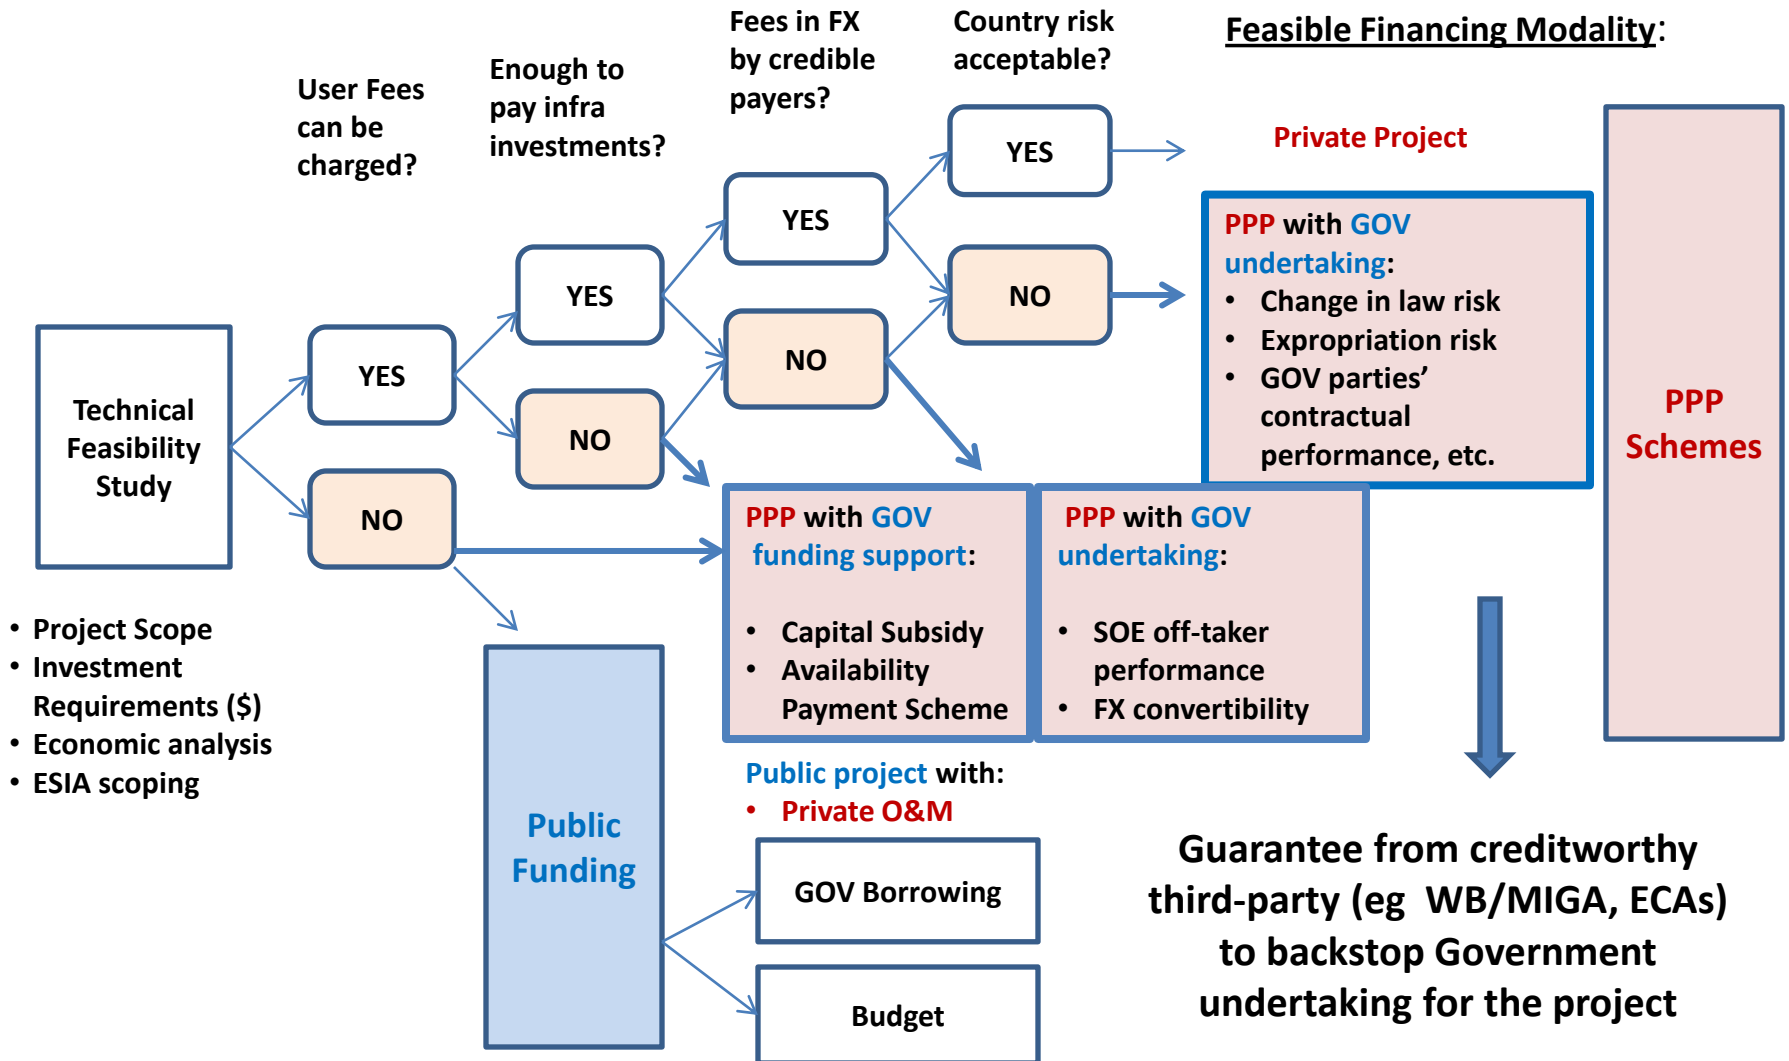 User Fees
can be
charged?
Enough to
pay infra
investments?
Fees in FX
by credible
payers?
Country risk
acceptable?
Feasible Financing Modality:
Technical
Feasibility
Study
• Project Scope
• Investment
Requirements ($)
• Economic analysis
• ESIA scoping
YES
NO
YES
NO
YES
NO
YES
NO
Private Project
PPP with GOV
undertaking:
• Change in law risk
• Expropriation risk
• GOV parties’
contractual
performance, etc.
PPP
Schemes
PPP with GOV
funding support:
• Capital Subsidy
• Availability
Payment Scheme
PPP with GOV
undertaking:
• SOE off-taker
performance
• FX convertibility
Public
Funding
Public project with:
• Private O&M
GOV Borrowing
Budget
Guarantee from creditworthy
third-party (eg WB/MIGA, ECAs)
to backstop Government
undertaking for the project